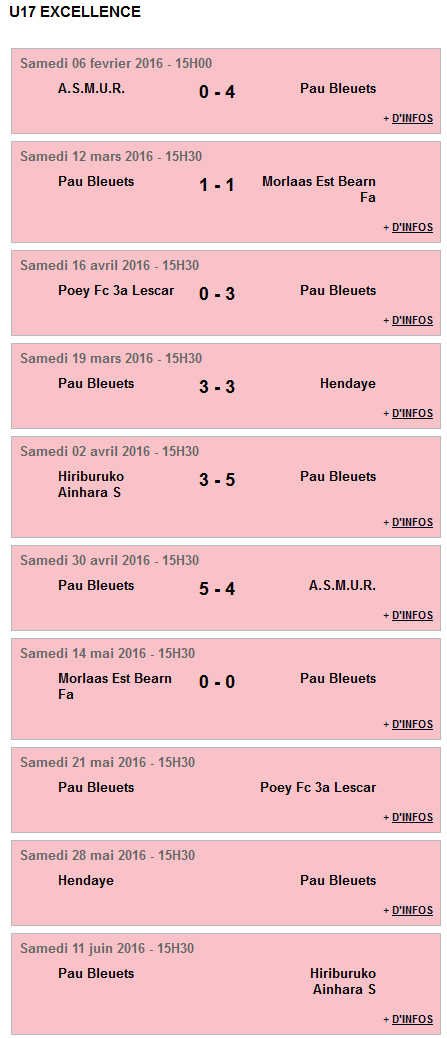 U17 EXCELLENCE
Samedi 06 fevrier 2016 - 15H00
A.S.M.U.R. 0 - 4 Pau Bleuets
+ D'INFOS
Samedi 12 mars 2016 - 15H30
Pau Bleuets 1 - 1 Morlaas Est Bearn
Fa
+ D'INFOS
Samedi 16 avril 2016 - 15H30
Poey Fc 3a Lescar 0 - 3 Pau Bleuets
+ D'INFOS
Samedi 19 mars 2016 - 15H30
Pau Bleuets 3 - 3 Hendaye
+ D'INFOS
Samedi 02 avril 2016 - 15H30
Hiriburuko 3 - 5 Pau Bleuets
Ainhara S
+ D'INFOS
Samedi 30 avril 2016 - 15H30
Pau Bleuets 5 - 4 A.S.M.U.R.
+ D'INFOS
Samedi 14 mai 2016 - 15H30
Morlaas Est Bearn 0 - 0 Pau Bleuets
Fa
+ D'INFOS
Samedi 21 mai 2016 - 15H30
Pau Bleuets Poey Fc 3a Lescar
+ D'INFOS
Samedi 28 mai 2016 - 15H30
Hendaye Pau Bleuets
+ D'INFOS
Samedi 11 juin 2016 - 15H30
Pau Bleuets Hiriburuko
Ainhara S
+ D'INFOS